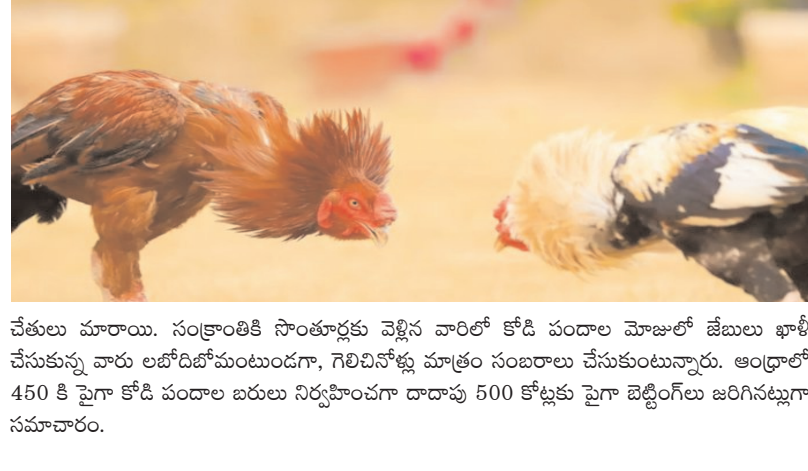 చేతులు మారాయి. సంక్రాంతికి సొంతూర్లకు వెళ్లిన వారిలో కోడి పందాల మోజులో జేబులు ఖాళీ
చేసుకున్న వారు లబోదిబోమంటుండగా, గెలిచినోళ్లు మాత్రం సంబరాలు చేసుకుంటున్నారు. ఆంధ్రాలో
450 కి పైగా కోడి పందాల బరులు నిర్వహించగా దాదాపు 500 కోట్లకు పైగా బెట్టింగ్‌లు జరిగినట్లుగా
సమాచారం.